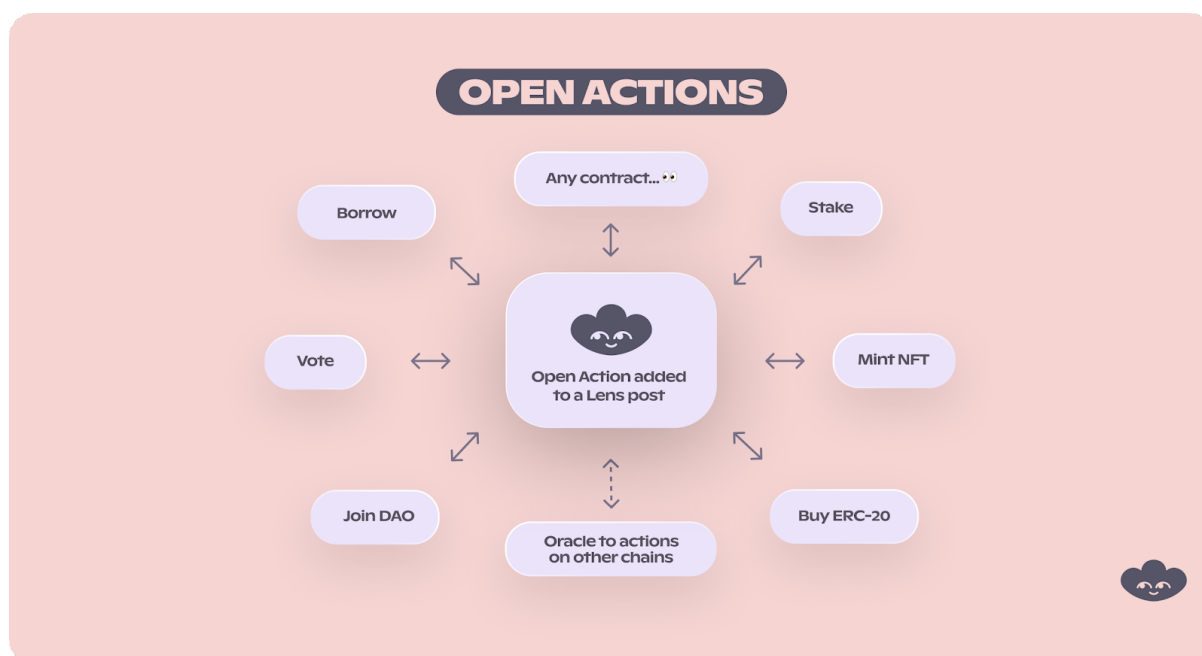 OPEN ACTIONS
Any contract...👀
Borrow
Stake
Open Action added
to a Lens post
Vote
Mint NFT
Join DAO
Buy ERC-20
Oracle to actions
on other chains